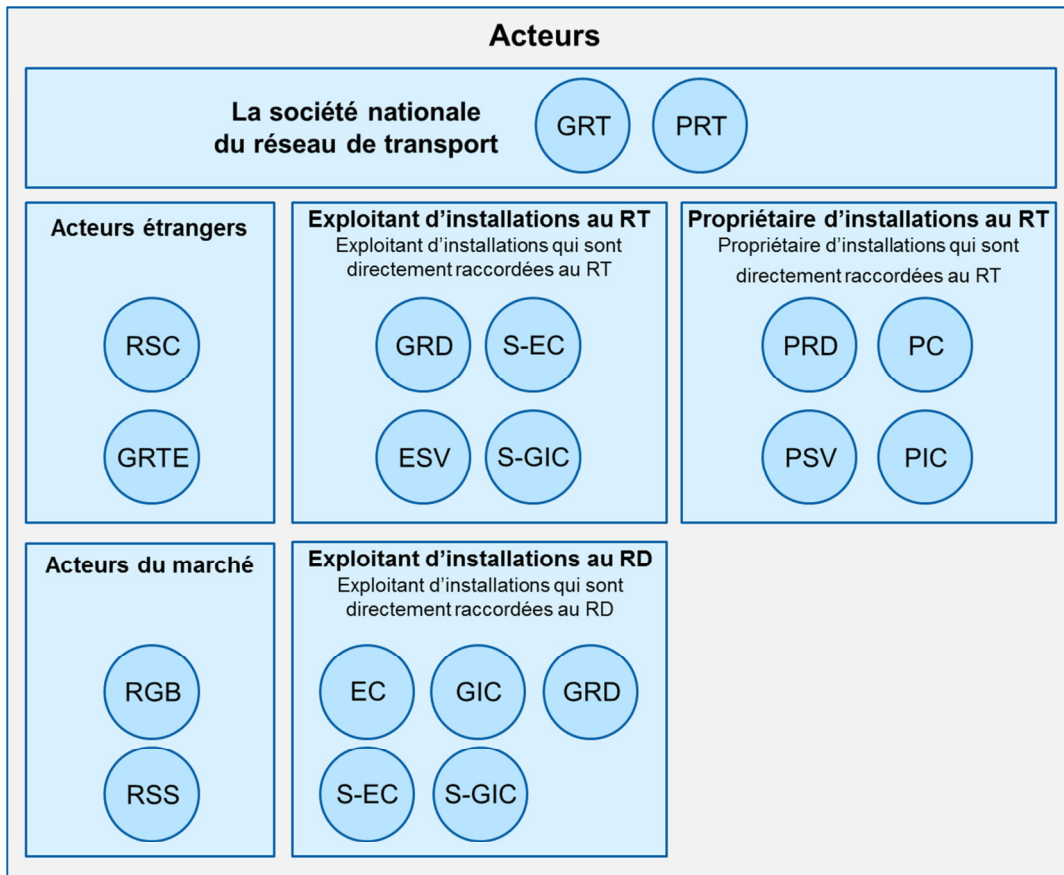 Acteurs
La société nationale
du réseau de transport
GRT
PRT
Acteurs étrangers
RSC
GRTE
Exploitant d'installations au RT
Exploitant d'installations qui sont
directement raccordées au RT
GRD
S-EC
ESV
S-GIC
Propriétaire d'installations au RT
Propriétaire d'installations qui sont
directement raccordées au RT
PRD
PC
PSV
PIC
Acteurs du marché
RGB
RSS
Exploitant d'installations au RD
Exploitant d'installations qui sont
directement raccordées au RD
EC
GIC
GRD
S-EC
S-GIC